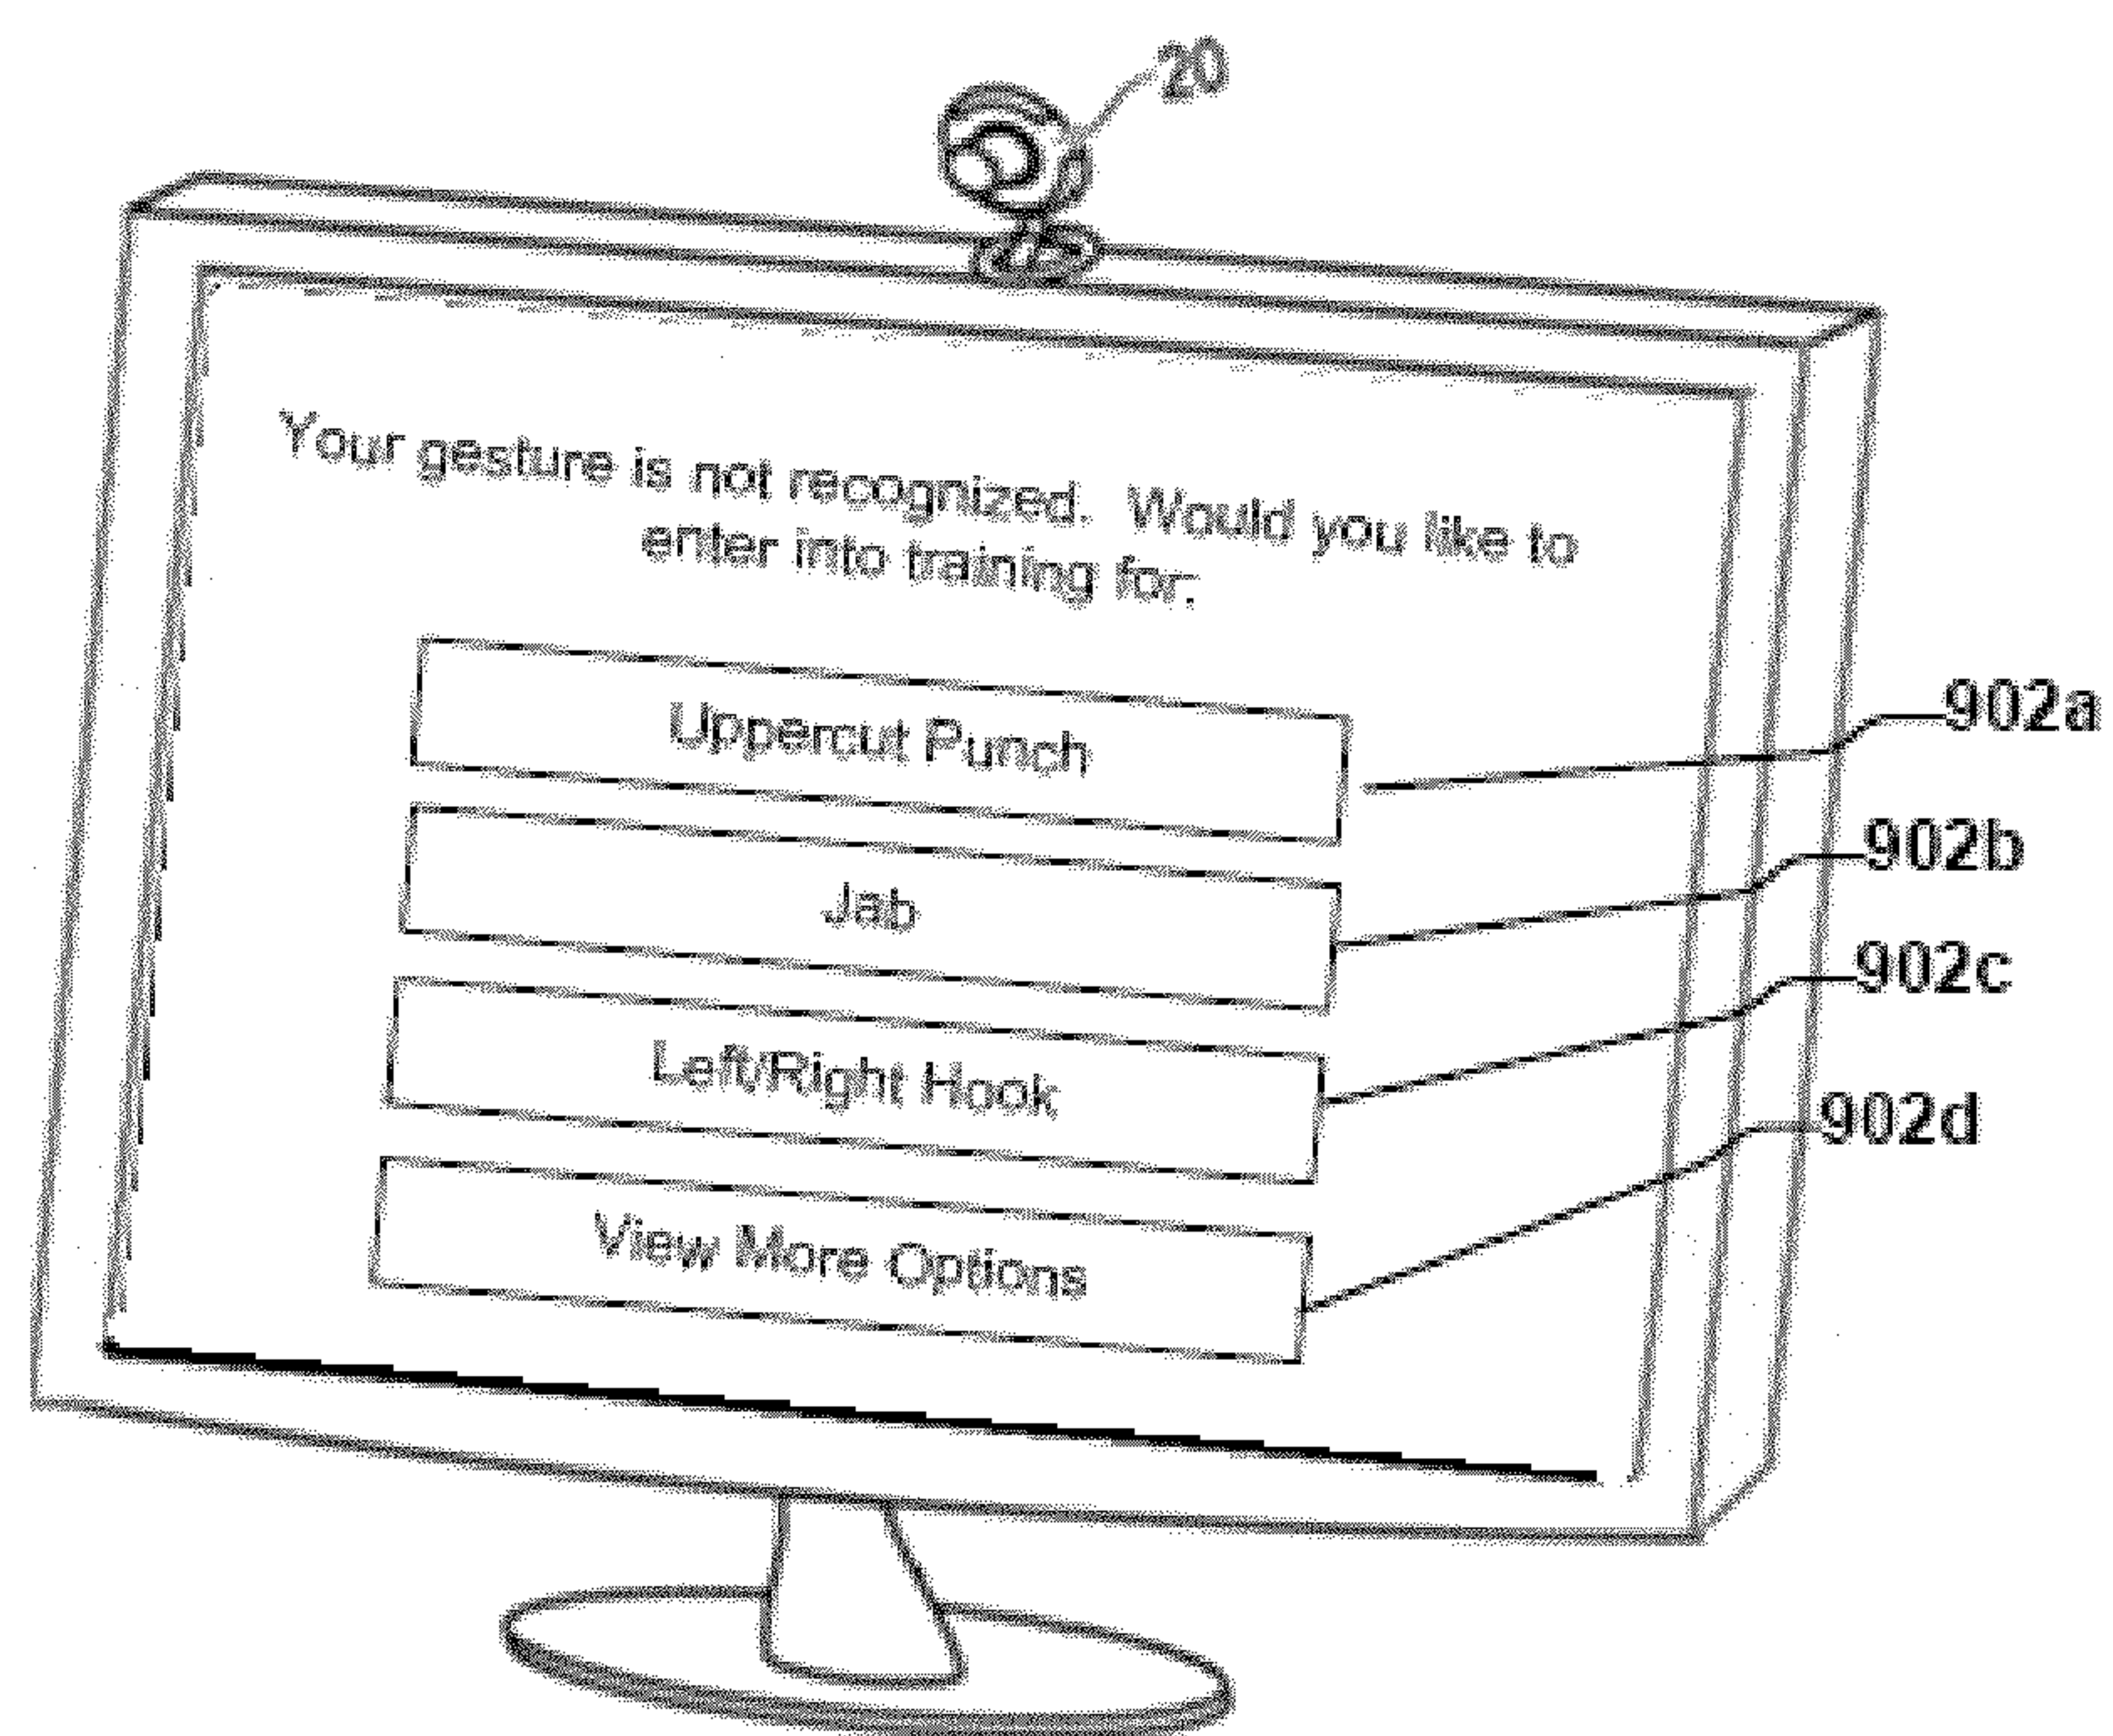 20
Your gesture is not recognized. Would you like to
enter into training for:
Uppercut Punch
902a
Jab
902b
Left/Right Hook
902c
View More Options
902d